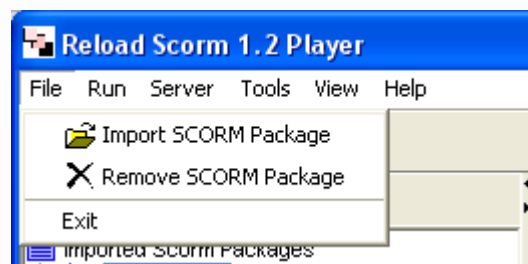 Reload Scorm 1.2 Player
File Run Server Tools View Help
Import SCORM Package
Remove SCORM Package
Exit
Imported Scorm Packages